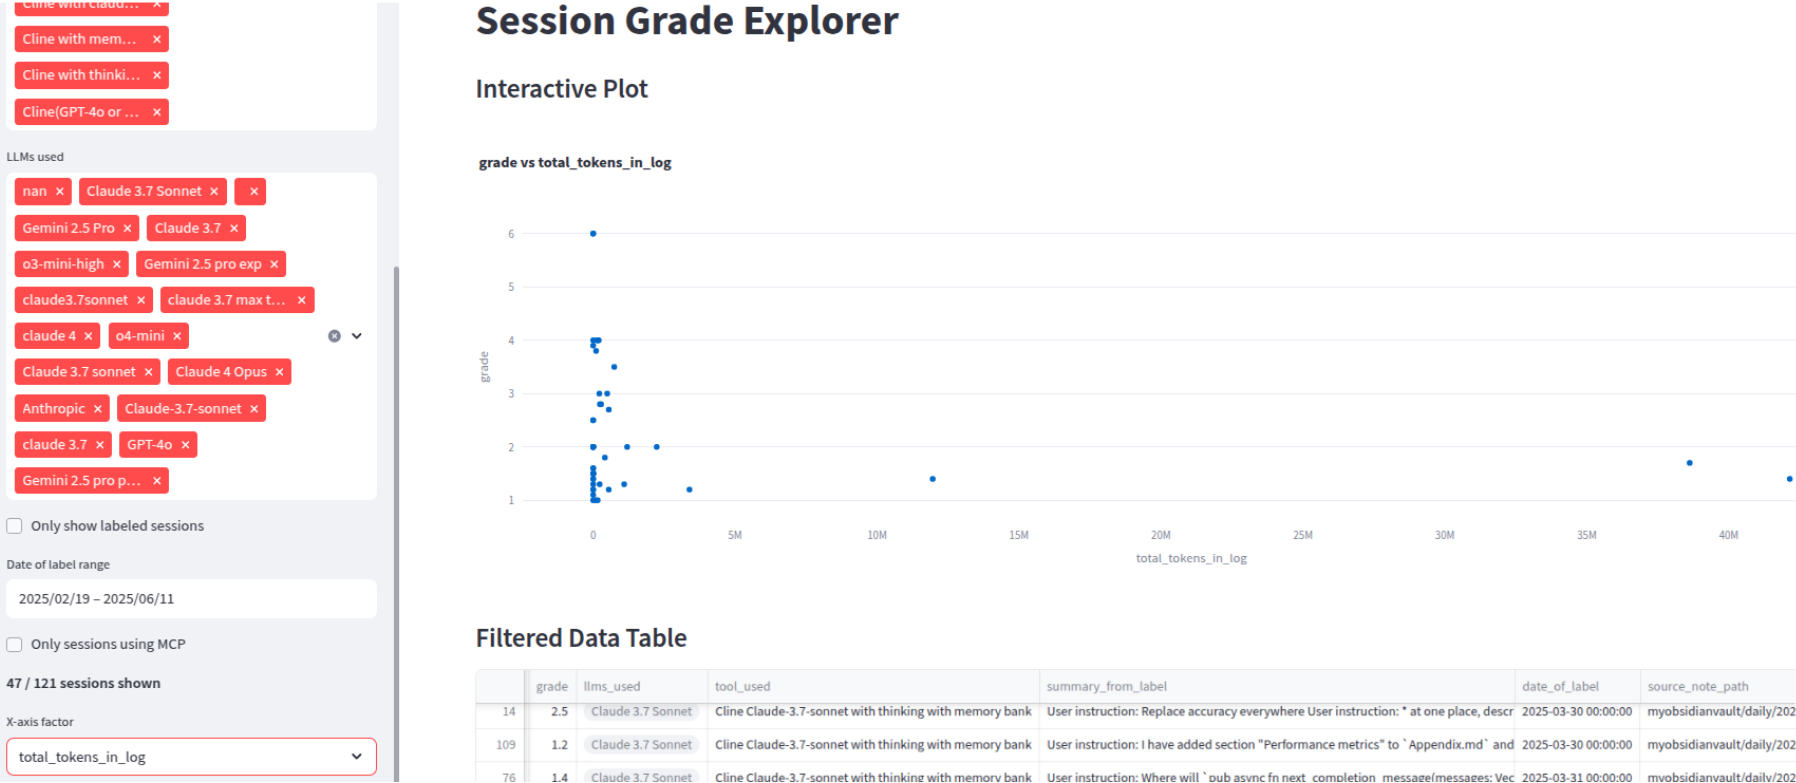 Cline with claud...
Cline with mem... ×
Cline with thinki... ×
Cline(GPT-4o or ... ×
LLMs used
nan × Claude 3.7 Sonnet × ×
Gemini 2.5 Pro × Claude 3.7 ×
o3-mini-high × Gemini 2.5 pro exp ×
claude3.7sonnet × claude 3.7 max t... ×
claude 4 × o4-mini ×
Claude 3.7 sonnet × Claude 4 Opus ×
Anthropic × Claude-3.7-sonnet ×
claude 3.7 × GPT-4o ×
Gemini 2.5 pro p... ×
Only show labeled sessions
Date of label range
2025/02/19 – 2025/06/11
Only sessions using MCP
47 / 121 sessions shown
X-axis factor
total_tokens_in_log
Session Grade Explorer
Interactive Plot
grade vs total_tokens_in_log
6
5
4
3
2
1
grade
0 5M 10M 15M 20M 25M 30M 35M 40M
total_tokens_in_log
Filtered Data Table
grade llms_used tool_used summary_from_label date_of_label source_note_path
14 2.5 Claude 3.7 Sonnet Cline Claude-3.7-sonnet with thinking with memory bank User instruction: Replace accuracy everywhere User instruction: * at one place, descr 2025-03-30 00:00:00 myobsidianvault/daily/202
109 1.2 Claude 3.7 Sonnet Cline Claude-3.7-sonnet with thinking with memory bank User instruction: I have added section "Performance metrics" to `Appendix.md` and 2025-03-30 00:00:00 myobsidianvault/daily/202
76 1.4 Claude 3.7 Sonnet Cline Claude-3.7-sonnet with thinking with memory bank User instruction: Where will `pub async fn next_completion_message(messages: Vec 2025-03-31 00:00:00 myobsidianvault/daily/202